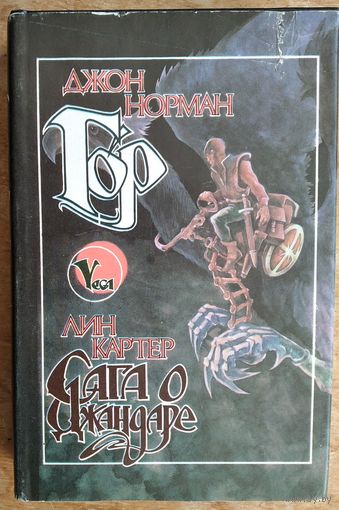 ДЖОН
НОРМАН
Гор
Vega
ЛИН
КАРТЕР
САГА О
Джандаре